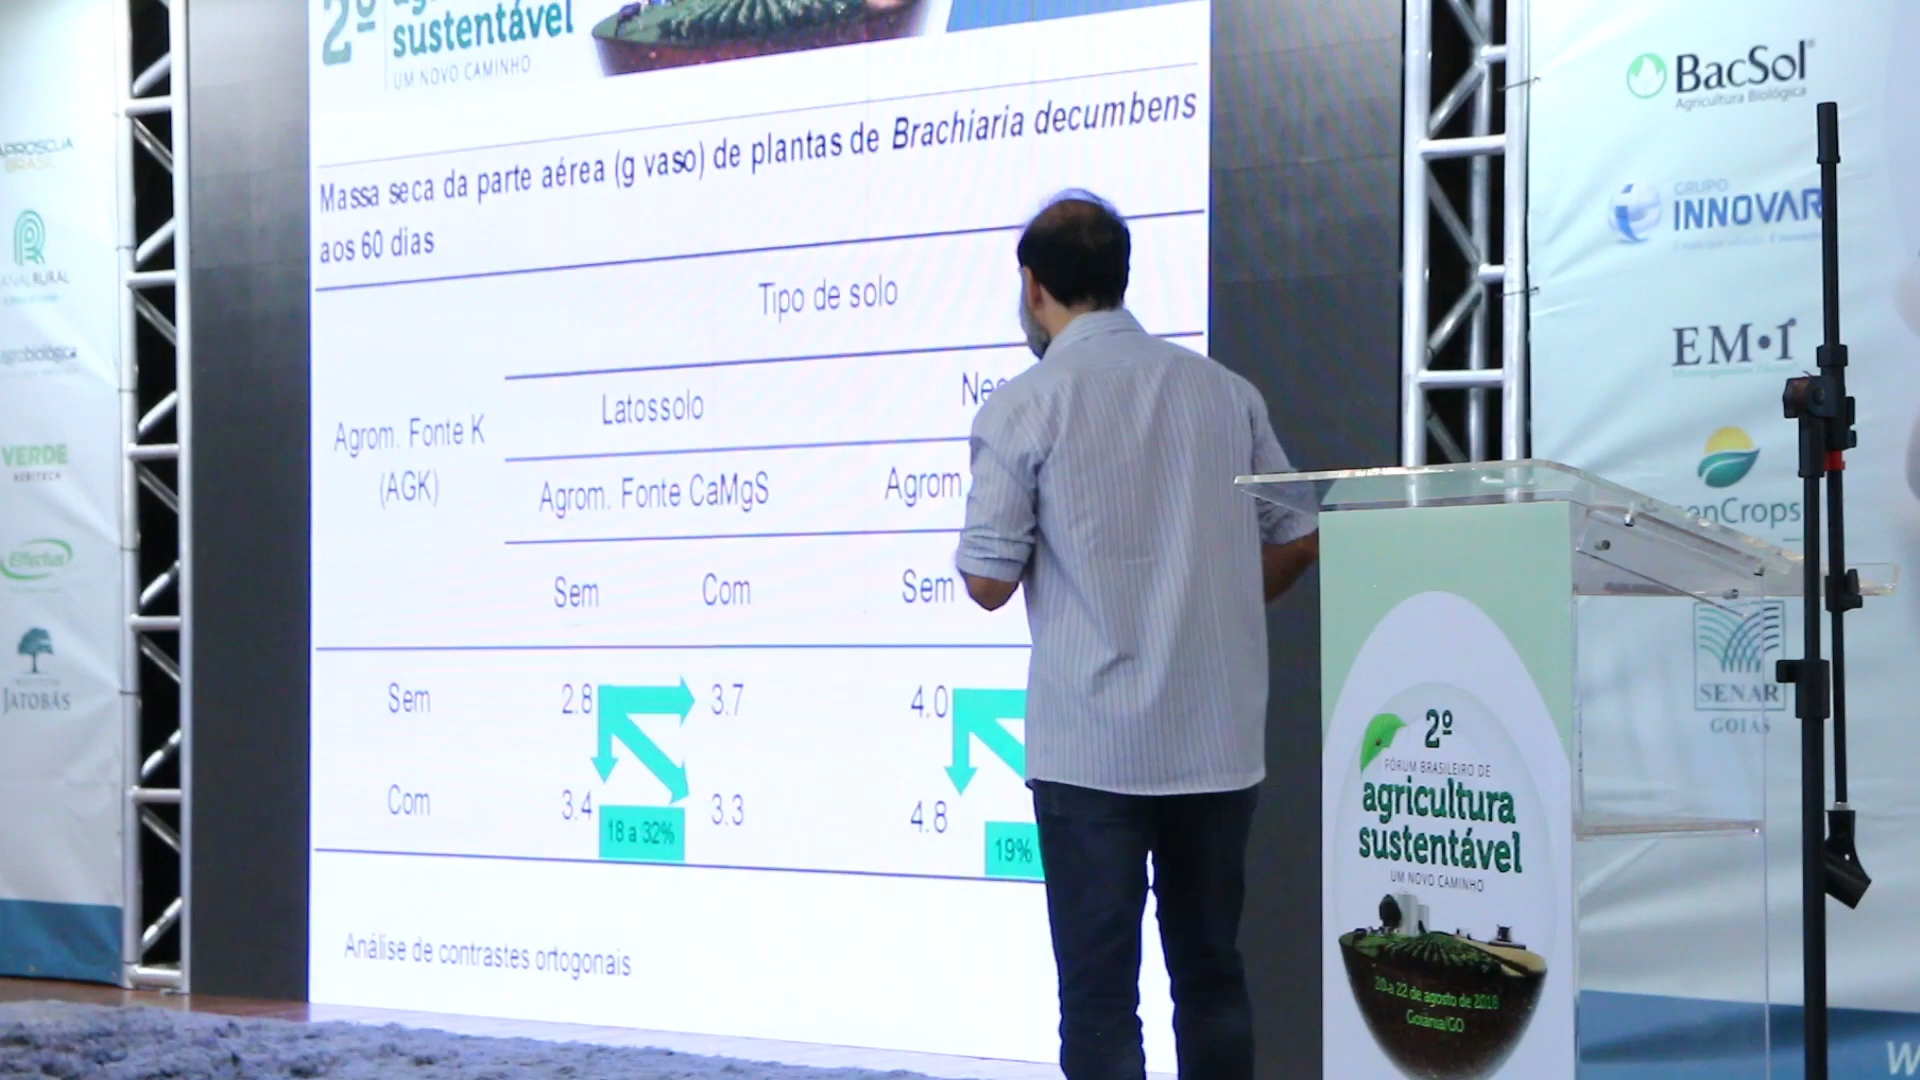 2º
sustentável
UM NOVO CAMINHO
Massa seca da parte aérea (g vaso) de plantas de Brachiaria decumbens
aos 60 dias
Tipo de solo
Latossolo
Agrom. Fonte K
(AGK)
Agrom. Fonte CaMgS
Agrom
Sem Com Sem
Sem 2.8 3.7 4.0
Com 3.4 3.3 4.8
18 a 32%
19%
Análise de contrastes ortogonais
VERDE
AGRITECH
Effectus
JATOBÁS
BacSol
Agricultura Biológica
GRUPO
INNOVAR
EM•1
enCrops
SENAR
GOIÁS
2º
FÓRUM BRASILEIRO DE
agricultura
sustentável
UM NOVO CAMINHO
20 a 22 de agosto de 2018
Goiânia/GO